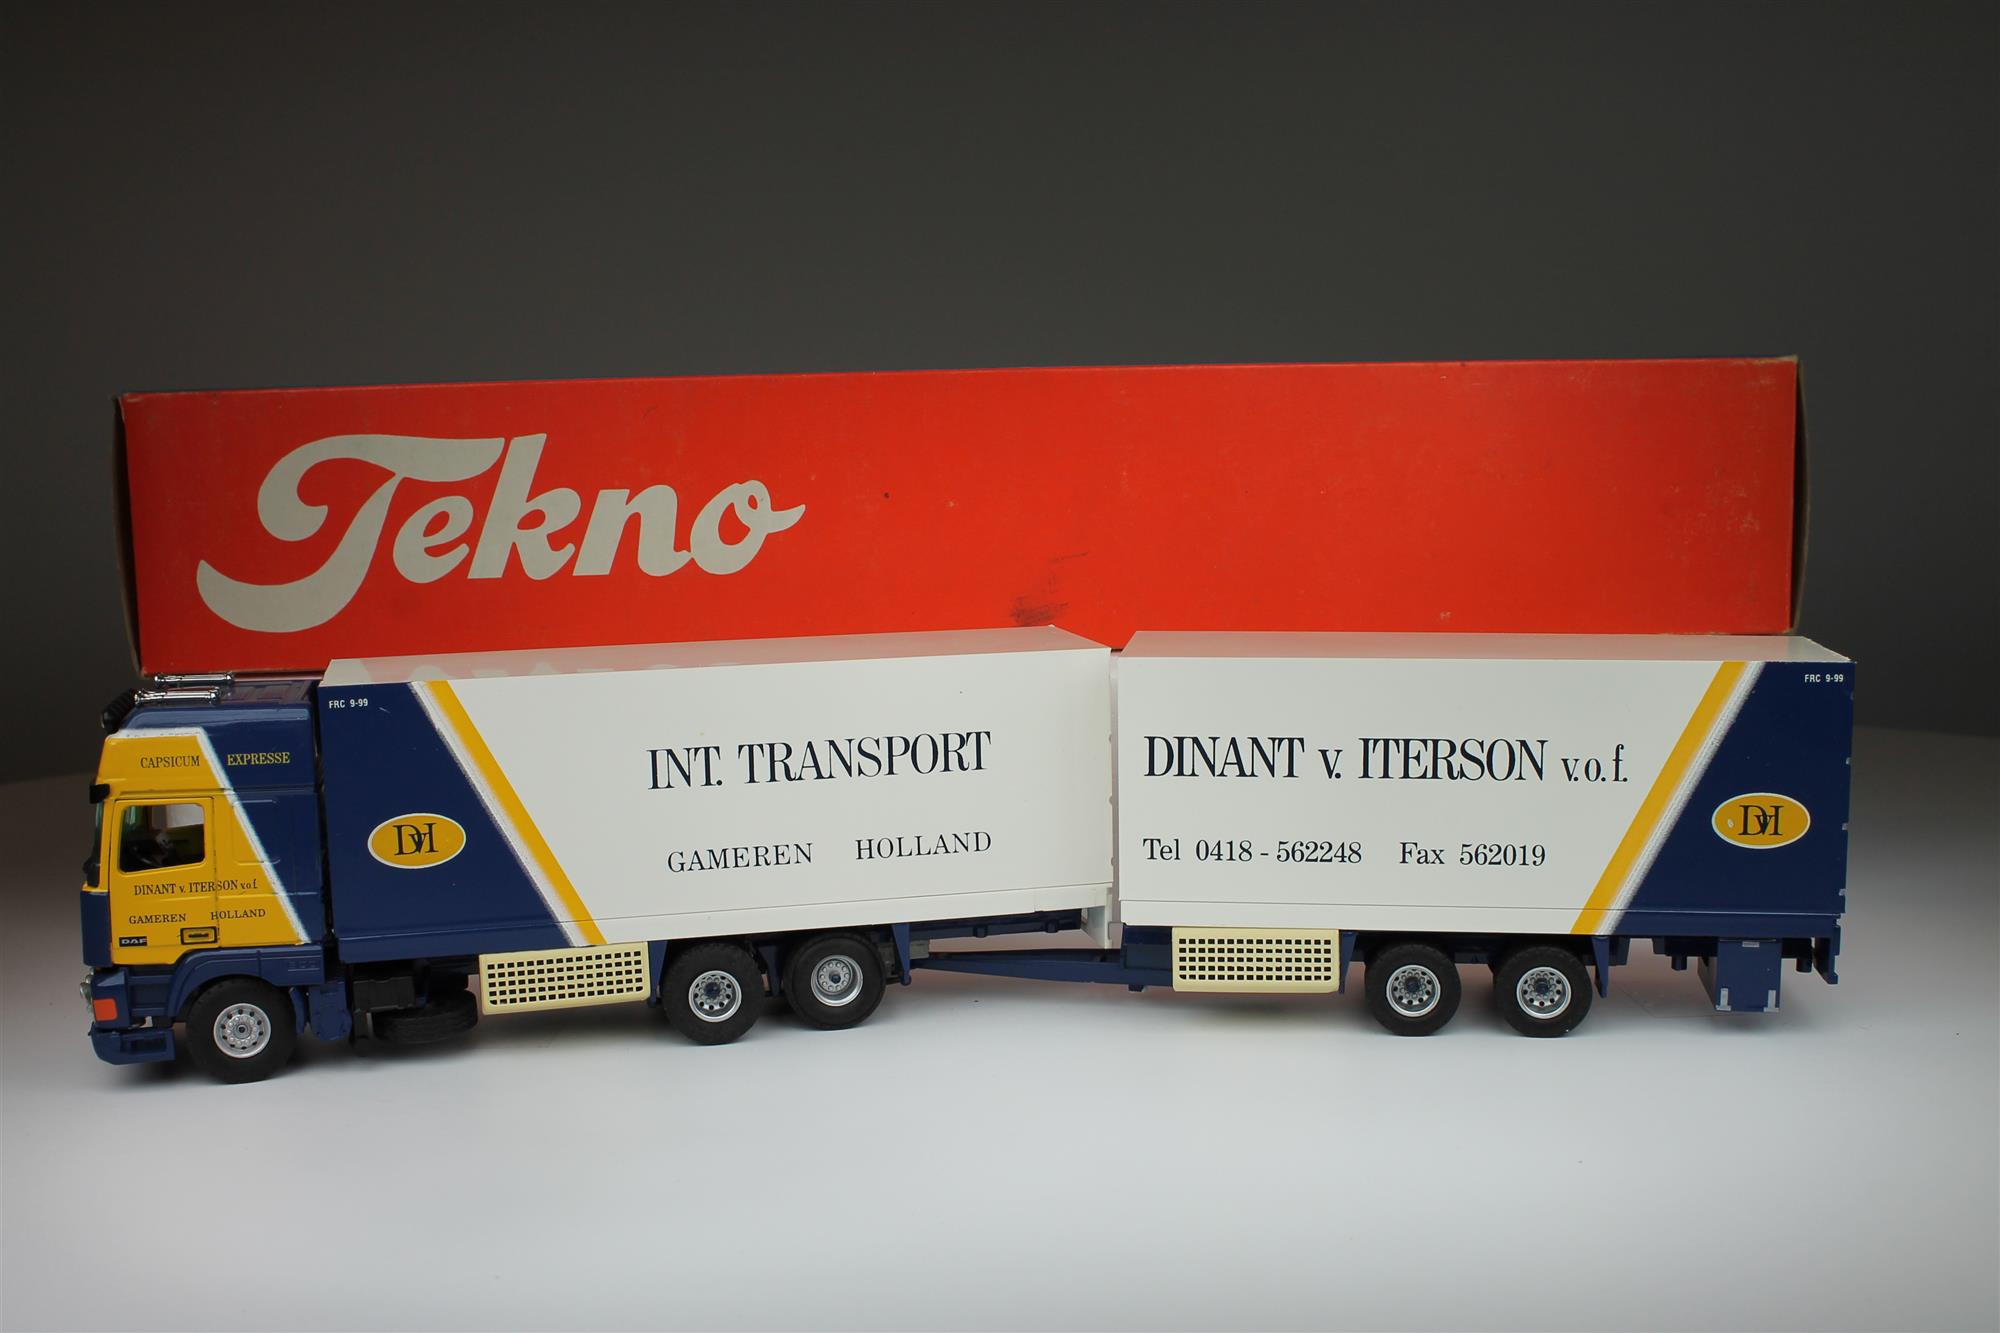 Tekno
FRC 9-99
FRC 9-99
CAPSICUM EXPRESSE
INT. TRANSPORT
DINANT v. ITERSON v.o.f.
DvI
DvI
GAMEREN HOLLAND
Tel 0418 - 562248 Fax 562019
DINANT v. ITERSON v.o.f.
GAMEREN HOLLAND
DAF